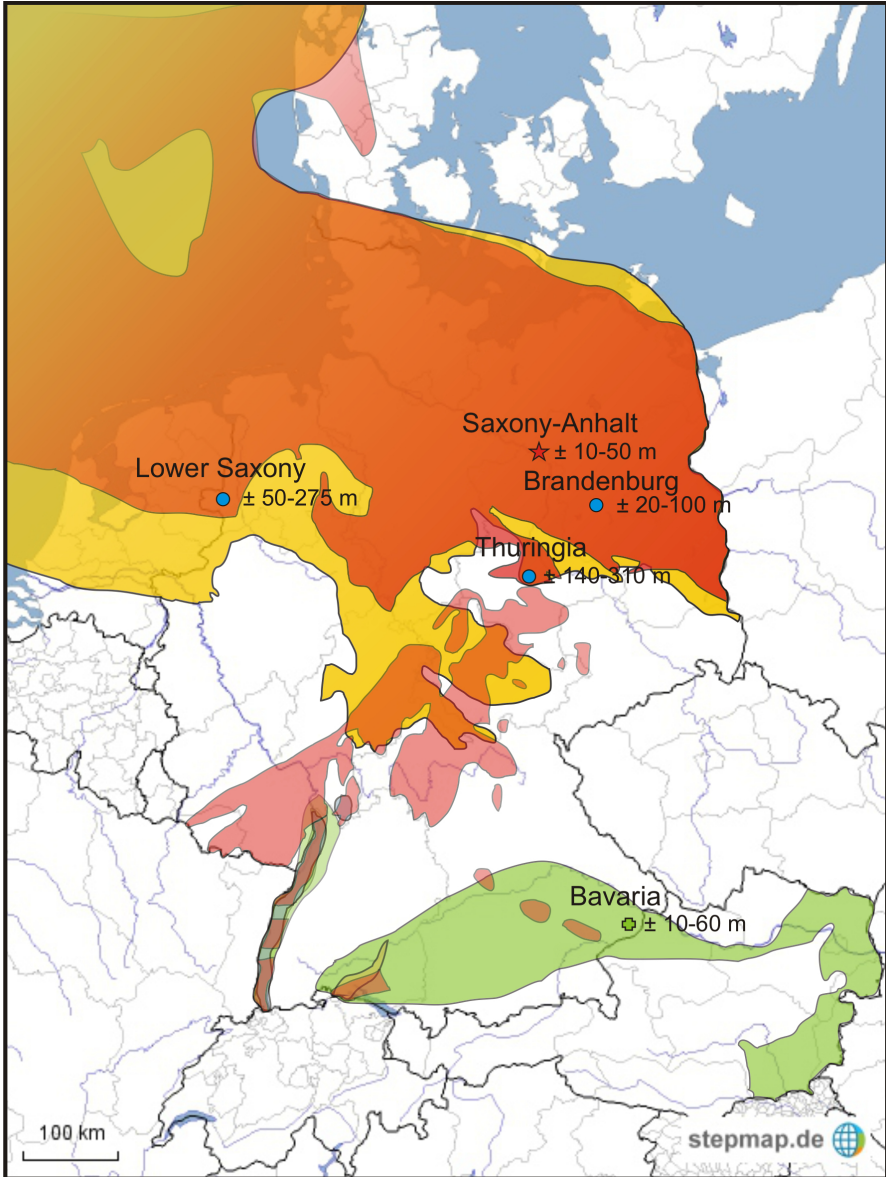 Saxony-Anhalt
± 10-50 m
Lower Saxony
± 50-275 m
Brandenburg
± 20-100 m
Thuringia
± 140-310 m
Bavaria
± 10-60 m
100 km
stepmap.de